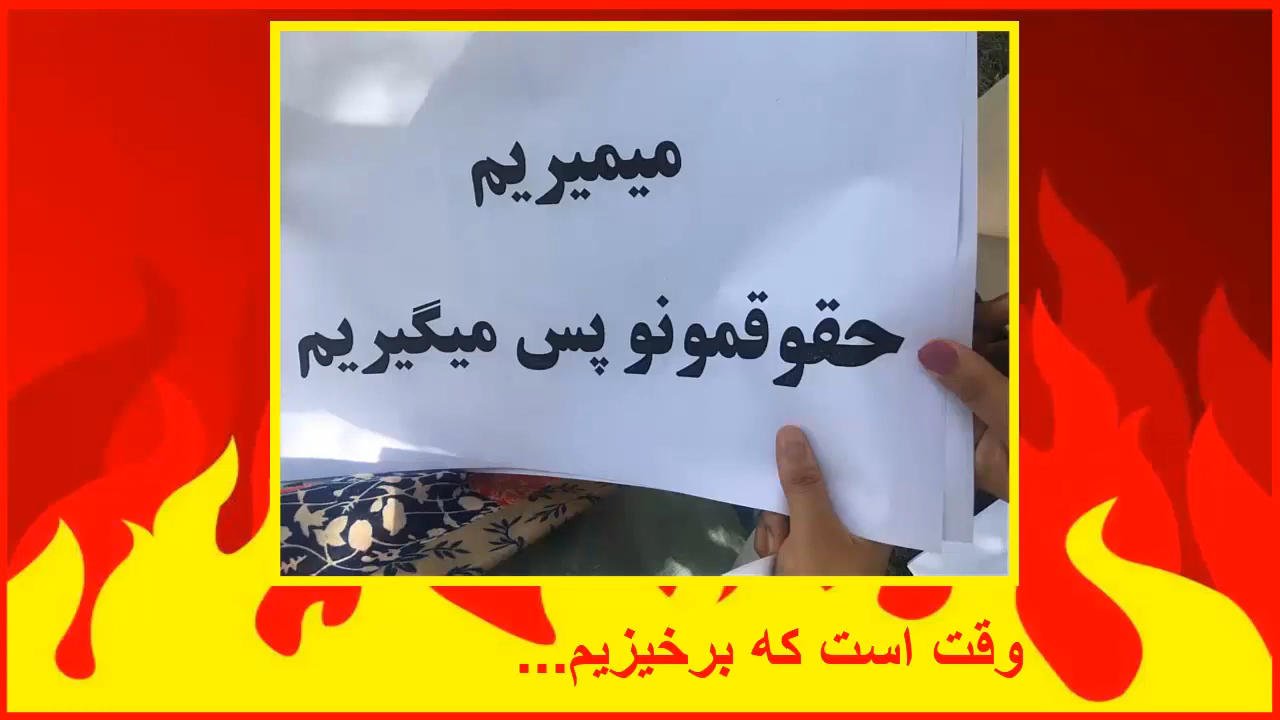 میمیریم
حقوقمونو پس میگیریم
وقت است که برخیزیم...